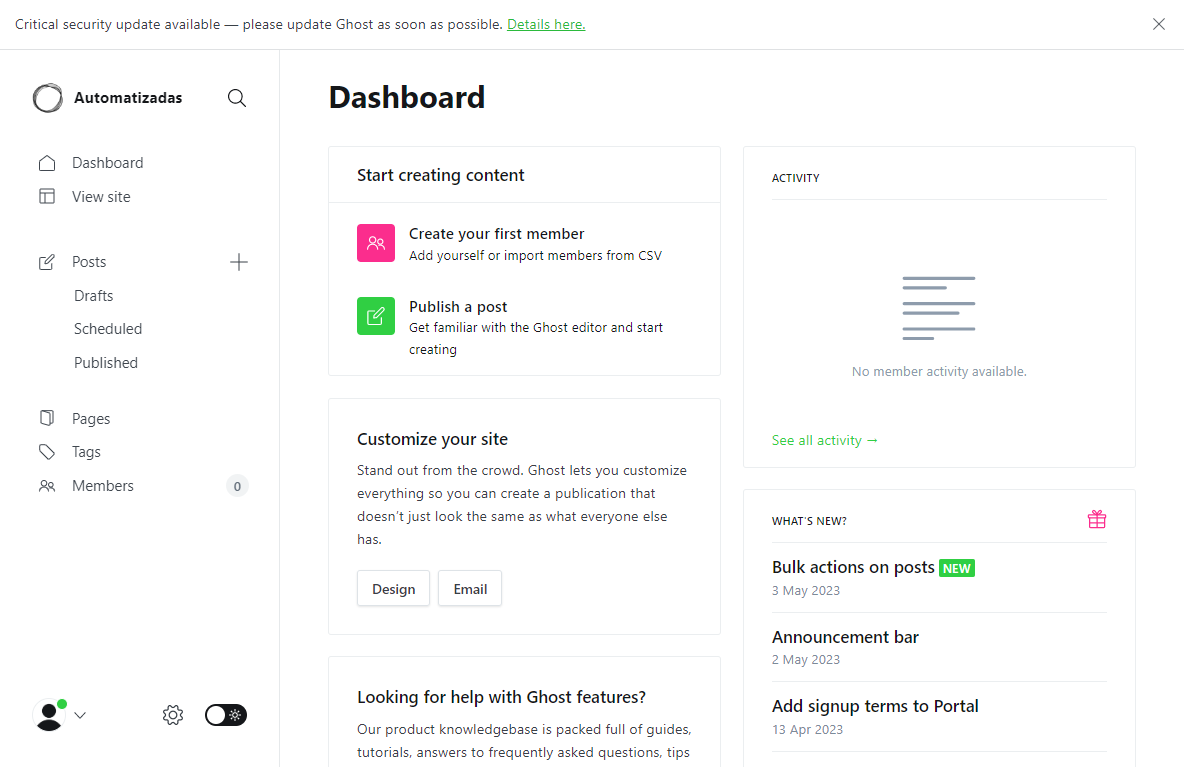 Critical security update available — please update Ghost as soon as possible. Details here.
Automatizadas
Dashboard
View site
Posts
Drafts
Scheduled
Published
Pages
Tags
Members
0
Dashboard
Start creating content
Create your first member
Add yourself or import members from CSV
Publish a post
Get familiar with the Ghost editor and start
creating
Customize your site
Stand out from the crowd. Ghost lets you customize
everything so you can create a publication that
doesn't just look the same as what everyone else
has.
Design
Email
Looking for help with Ghost features?
Our product knowledgebase is packed full of guides,
tutorials, answers to frequently asked questions, tips
ACTIVITY
No member activity available.
See all activity →
WHAT'S NEW?
Bulk actions on posts NEW
3 May 2023
Announcement bar
2 May 2023
Add signup terms to Portal
13 Apr 2023